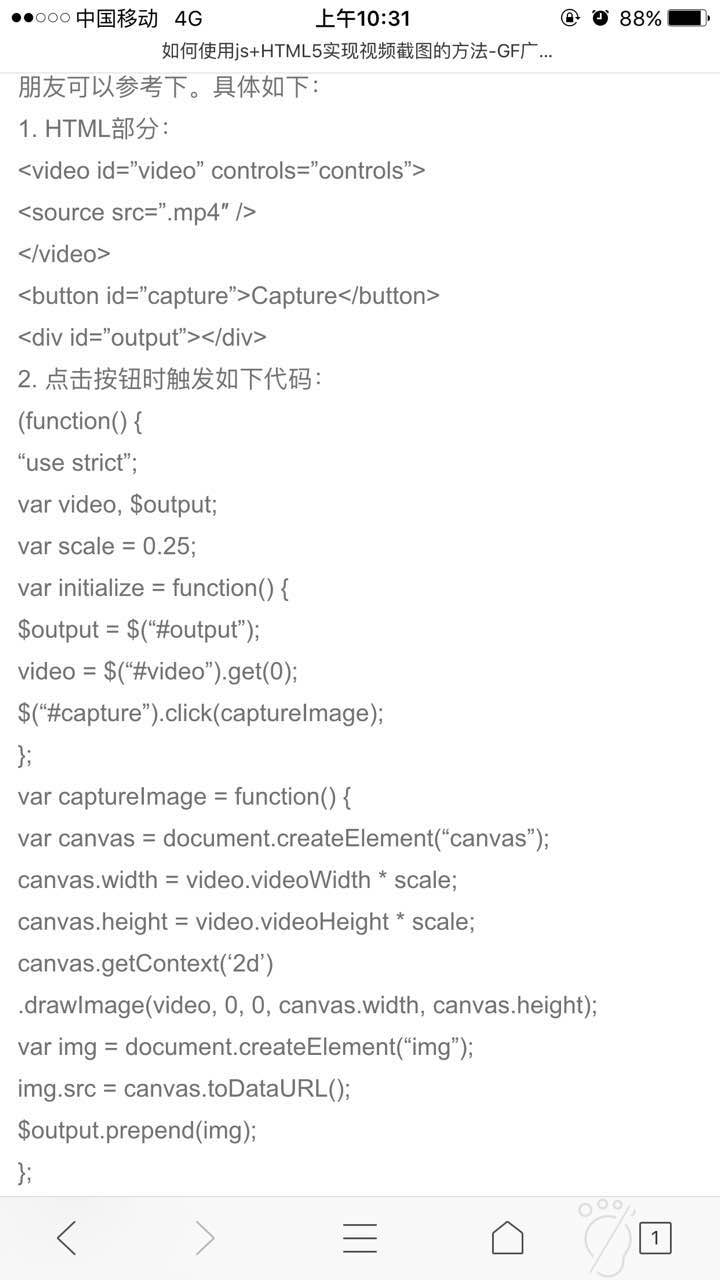 中国移动 4G 上午10:31 88%
如何使用js+HTML5实现视频截图的方法-GF广...
朋友可以参考下。具体如下：
1. HTML部分：
<video id=”video” controls=”controls”>
<source src=”.mp4″ />
</video>
<button id=”capture”>Capture</button>
<div id=”output”></div>
2. 点击按钮时触发如下代码：
(function() {
“use strict”;
var video, $output;
var scale = 0.25;
var initialize = function() {
$output = $(“#output”);
video = $(“#video”).get(0);
$(“#capture”).click(captureImage);
};
var captureImage = function() {
var canvas = document.createElement(“canvas”);
canvas.width = video.videoWidth * scale;
canvas.height = video.videoHeight * scale;
canvas.getContext(‘2d’)
.drawImage(video, 0, 0, canvas.width, canvas.height);
var img = document.createElement(“img”);
img.src = canvas.toDataURL();
$output.prepend(img);
};
1